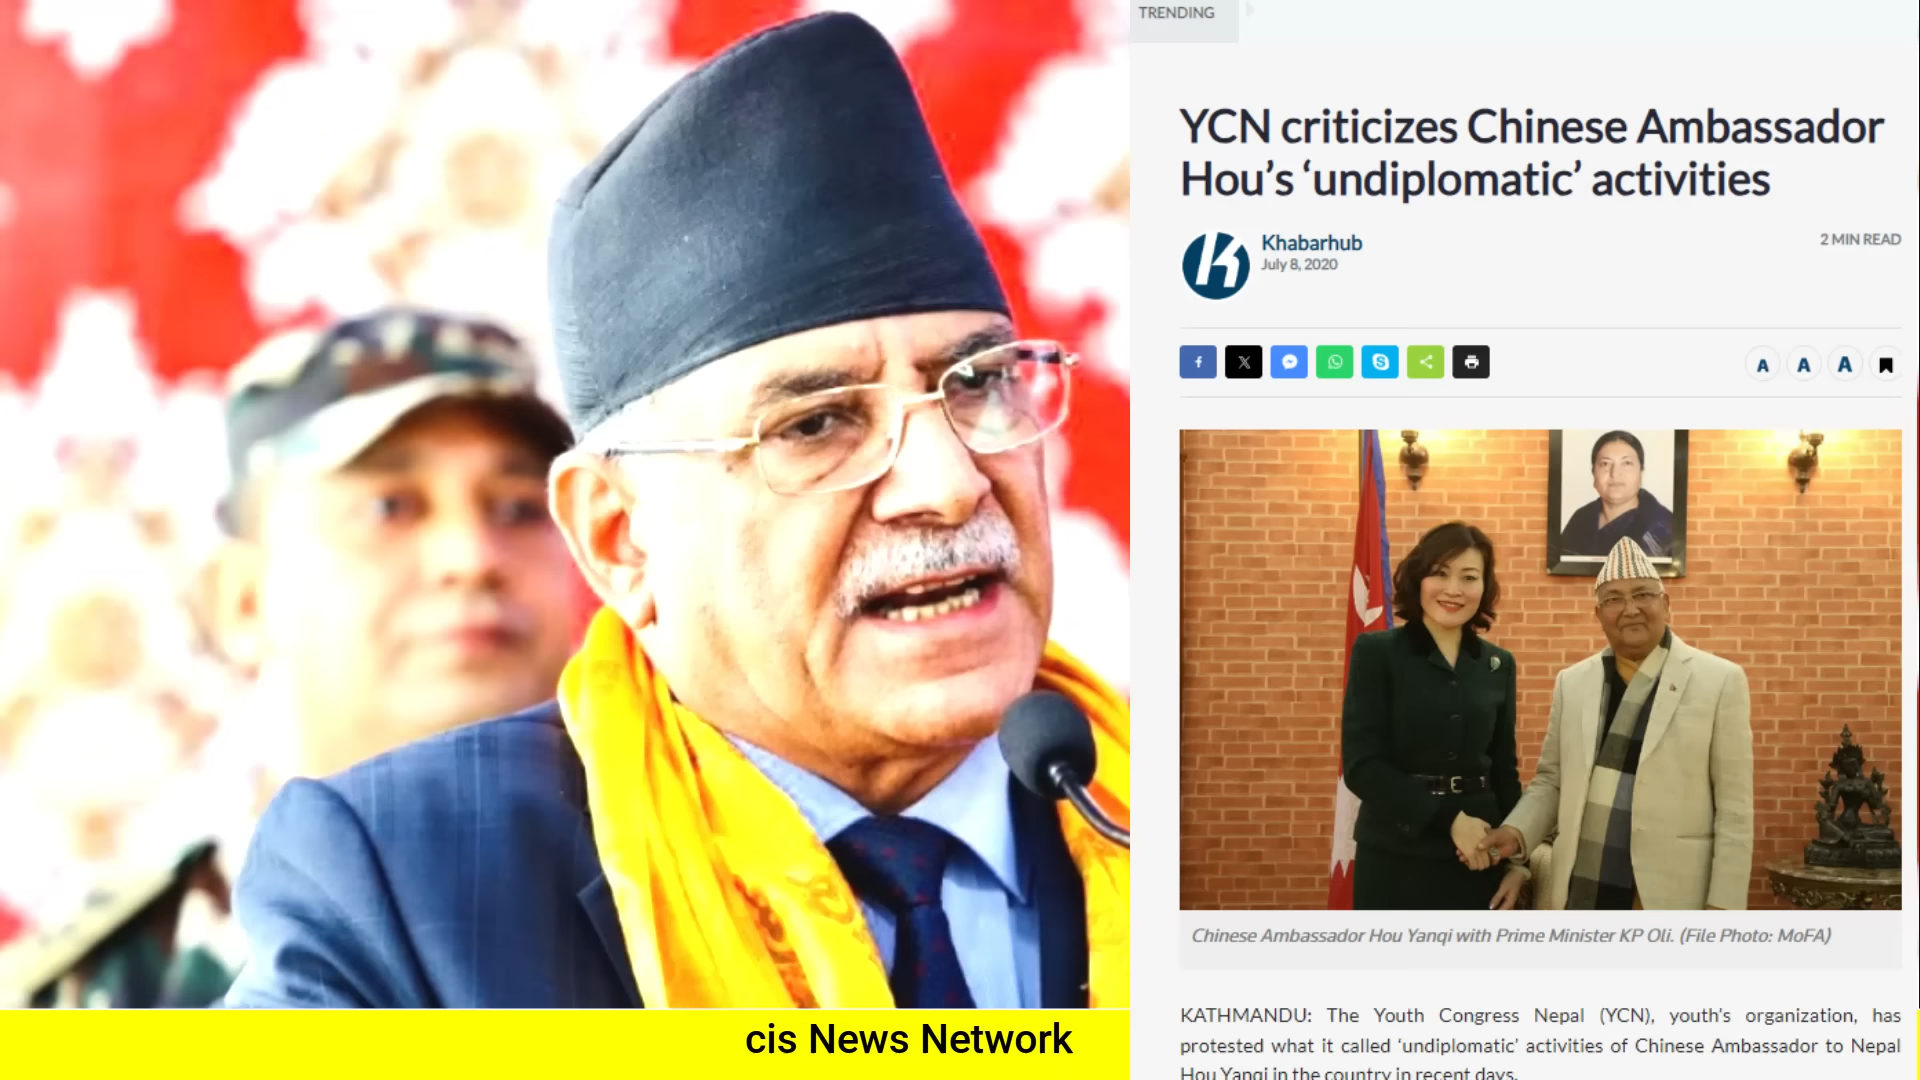 cis News Network
TRENDING
YCN criticizes Chinese Ambassador
Hou’s ‘undiplomatic’ activities
Khabarhub
July 8, 2020
2 MIN READ
A A A
Chinese Ambassador Hou Yanqi with Prime Minister KP Oli. (File Photo: MoFA)
KATHMANDU: The Youth Congress Nepal (YCN), youth’s organization, has
protested what it called ‘undiplomatic’ activities of Chinese Ambassador to Nepal
Hou Yanqi in the country in recent days.